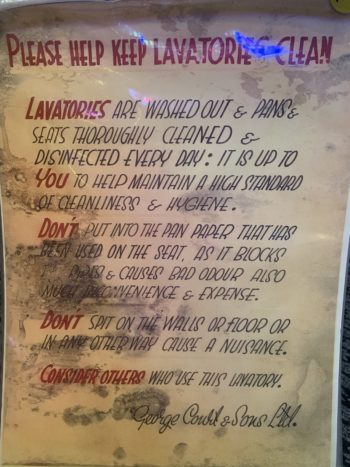 PLEASE HELP KEEP LAVATORIES CLEAN
LAVATORIES ARE WASHED OUT & PANS &
SEATS THOROUGHLY CLEANED &
DISINFECTED EVERY DAY: IT IS UP TO
YOU TO HELP MAINTAIN A HIGH STANDARD
OF CLEANLINESS & HYGIENE.
DON'T PUT INTO THE PAN PAPER THAT HAS
BEEN USED ON THE SEAT, AS IT BLOCKS
PIPES & CAUSES BAD ODOUR ALSO
MUCH INCONVENIENCE & EXPENSE.
DON'T SPIT ON THE WALLS OR FLOOR OR
IN ANY OTHER WAY CAUSE A NUISANCE.
CONSIDER OTHERS WHO USE THIS LAVATORY.
George & Sons Ltd.